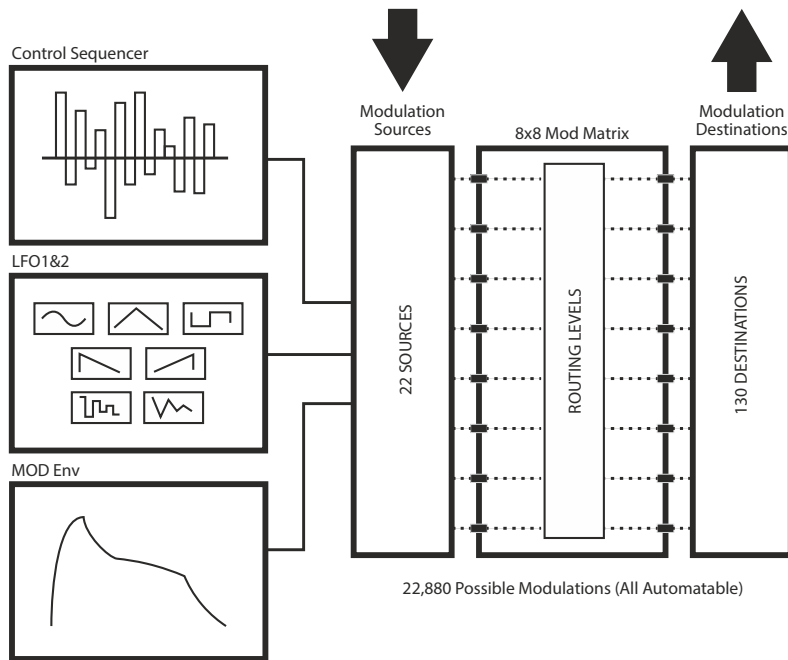 Control Sequencer
Modulation
Sources
8x8 Mod Matrix
Modulation
Destinations
LFO1&2
22 SOURCES
ROUTING LEVELS
130 DESTINATIONS
MOD Env
22,880 Possible Modulations (All Automatable)